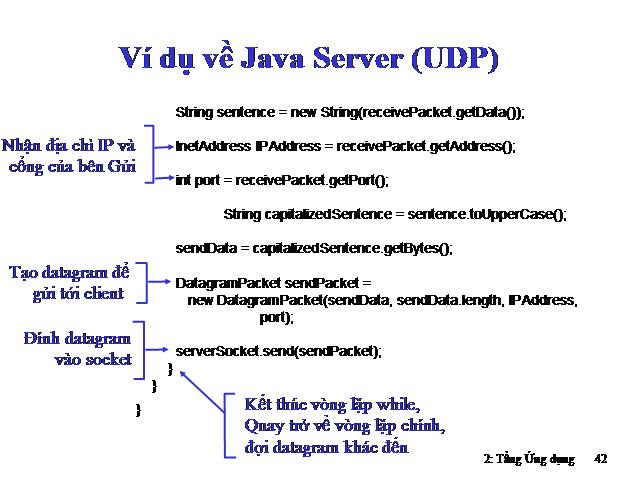 Ví dụ về Java Server (UDP)
String sentence = new String(receivePacket.getData());
Nhận địa chỉ IP và
cổng của bên Gửi
InetAddress IPAddress = receivePacket.getAddress();
int port = receivePacket.getPort();
String capitalizedSentence = sentence.toUpperCase();
sendData = capitalizedSentence.getBytes();
Tạo datagram để
gửi tới client
DatagramPacket sendPacket =
new DatagramPacket(sendData, sendData.length, IPAddress,
port);
Đính datagram
vào socket
serverSocket.send(sendPacket);
}
}
}
Kết thúc vòng lặp while,
Quay trở về vòng lặp chính,
đợi datagram khác đến
2: Tầng Ứng dụng 42